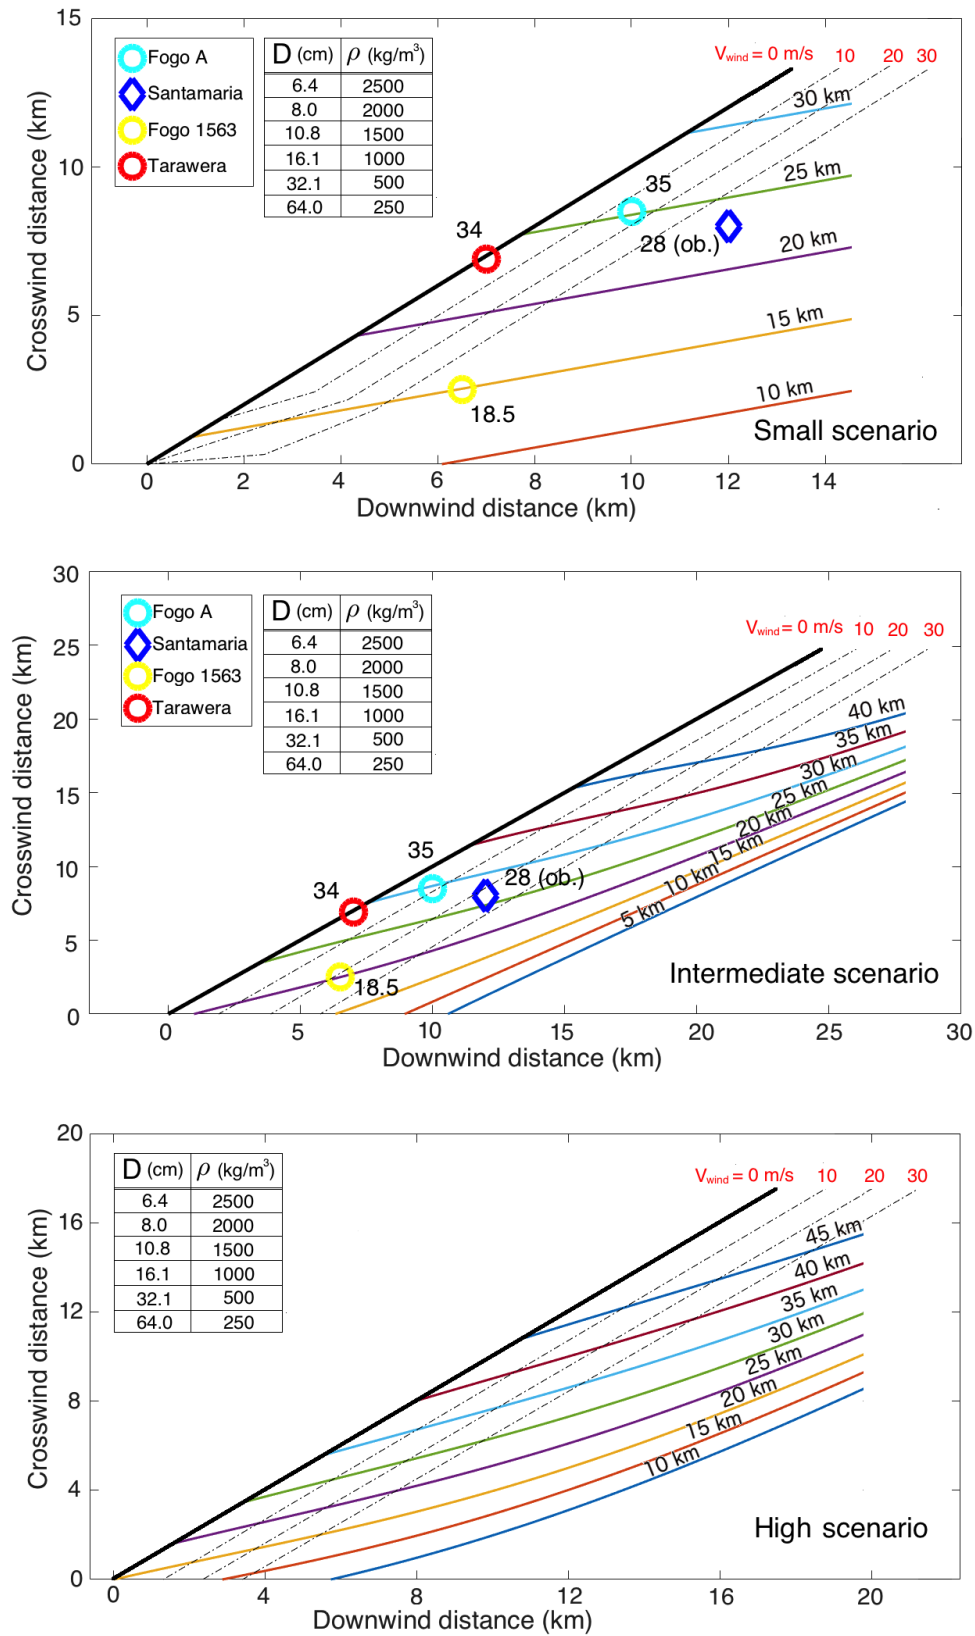 15
10
5
0
Crosswind distance (km)
Fogo A
Santamaria
Fogo 1563
Tarawera
D (cm) ρ (kg/m³)
6.4 2500
8.0 2000
10.8 1500
16.1 1000
32.1 500
64.0 250
Vwind = 0 m/s 10 20 30
30 km
25 km
20 km
15 km
10 km
34
35
28 (ob.)
18.5
Small scenario
0 2 4 6 8 10 12 14
Downwind distance (km)
30
25
20
15
10
5
0
Crosswind distance (km)
Fogo A
Santamaria
Fogo 1563
Tarawera
D (cm) ρ (kg/m³)
6.4 2500
8.0 2000
10.8 1500
16.1 1000
32.1 500
64.0 250
Vwind = 0 m/s 10 20 30
40 km
35 km
30 km
25 km
20 km
15 km
10 km
5 km
35
34
28 (ob.)
18.5
Intermediate scenario
0 5 10 15 20 25 30
Downwind distance (km)
20
16
12
8
4
0
Crosswind distance (km)
D (cm) ρ (kg/m³)
6.4 2500
8.0 2000
10.8 1500
16.1 1000
32.1 500
64.0 250
Vwind = 0 m/s 10 20 30
45 km
40 km
35 km
30 km
25 km
20 km
15 km
10 km
High scenario
0 4 8 12 16 20
Downwind distance (km)